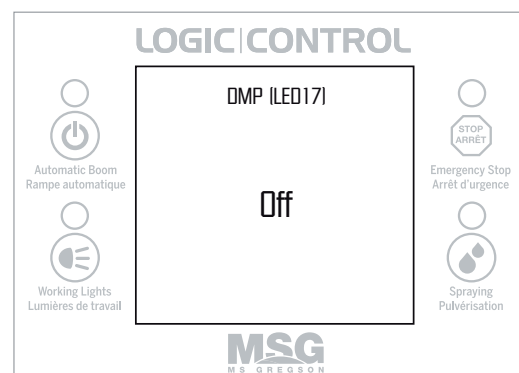 LOGIC|CONTROL
DMP (LED17)
Off
Automatic Boom
Rampe automatique
Working Lights
Lumières de travail
STOP
ARRÊT
Emergency Stop
Arrêt d'urgence
Spraying
Pulvérisation
MSG
MS GREGSON